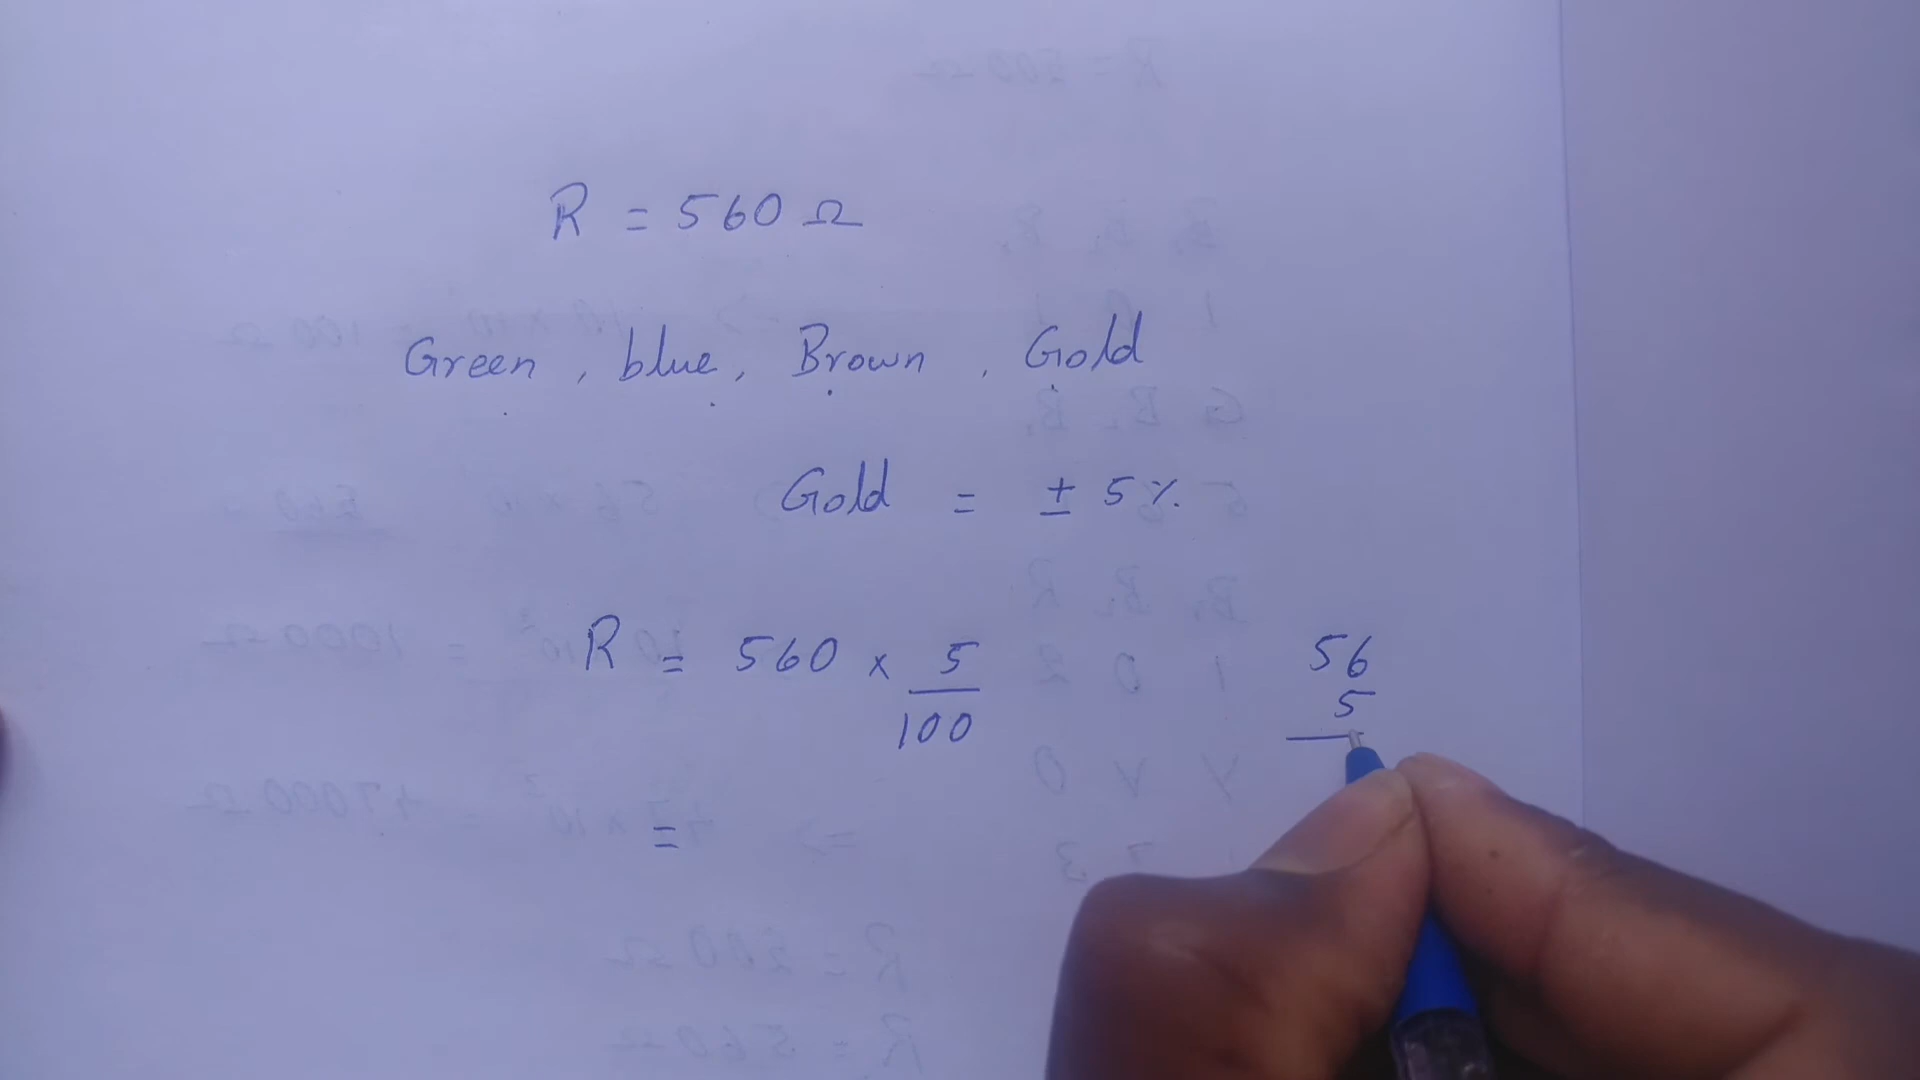 R = 560 Ω
Green, blue, Brown, Gold
Gold = ± 5%
R = 560 x 5
100
56
5
=